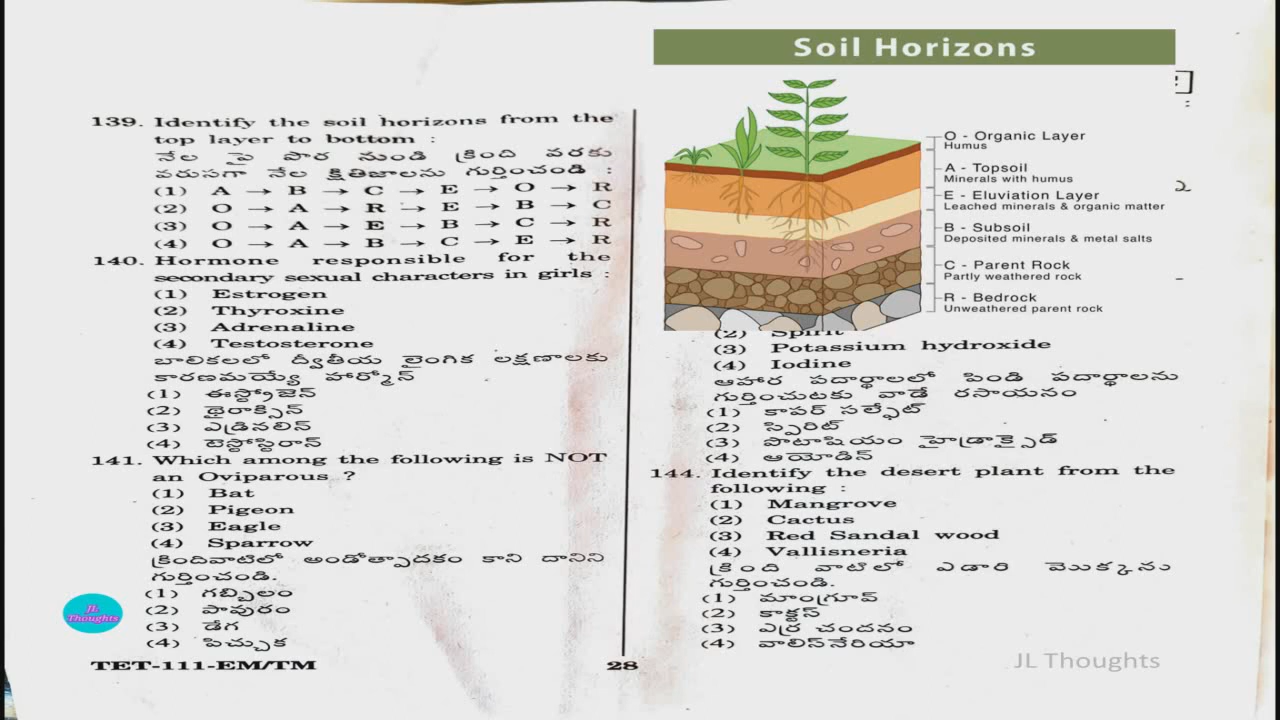 139. Identify the soil horizons from the
top layer to bottom :
నేల పై పొర నుండి క్రింది వరకు
వరుసగా నేల క్షితిజాలను గుర్తించండి :
(1) A → B → C → E → O → R
(2) O → A → R → E → B → C
(3) O → A → E → B → C → R
(4) O → A → B → C → E → R
140. Hormone responsible for the
secondary sexual characters in girls :
(1) Estrogen
(2) Thyroxine
(3) Adrenaline
(4) Testosterone
బాలికలలో ద్వితీయ లైంగిక లక్షణాలకు
కారణమయ్యే హార్మోన్
(1) ఈస్ట్రోజెన్
(2) థైరాక్సిన్
(3) ఎడ్రినలిన్
(4) టెస్టోస్టిరాన్
141. Which among the following is NOT
an Oviparous ?
(1) Bat
(2) Pigeon
(3) Eagle
(4) Sparrow
క్రిందివాటిలో అండోత్పాదకం కాని దానిని
గుర్తించండి.
(1) గబ్బిలం
(2) పావురం
(3) డేగ
(4) పిచ్చుక
JL
Thoughts
TET-111-EM/TM
28
Soil Horizons
O - Organic Layer
Humus
A - Topsoil
Minerals with humus
E - Eluviation Layer
Leached minerals & organic matter
B - Subsoil
Deposited minerals & metal salts
C - Parent Rock
Partly weathered rock
R - Bedrock
Unweathered parent rock
(2) Spirit
(3) Potassium hydroxide
(4) Iodine
ఆహార పదార్థాలలో పిండి పదార్థాలను
గుర్తించుటకు వాడే రసాయనం
(1) కాపర్ సల్ఫేట్
(2) స్పిరిట్
(3) పొటాషియం హైడ్రాక్సైడ్
(4) ఆయోడిన్
144. Identify the desert plant from the
following :
(1) Mangrove
(2) Cactus
(3) Red Sandal wood
(4) Vallisneria
క్రింది వాటిలో ఎడారి మొక్కను
గుర్తించండి.
(1) మాంగ్రూవ్
(2) కాక్టస్
(3) ఎర్ర చందనం
(4) వాలిస్‌నేరియా
JL Thoughts